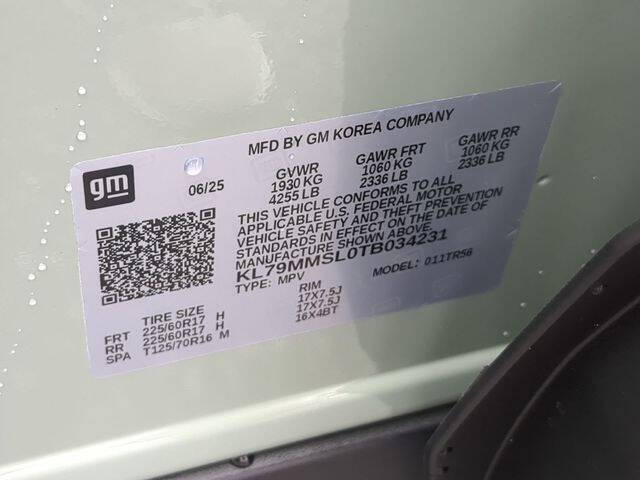 MFD BY GM KOREA COMPANY
gm
06/25
GVWR GAWR FRT GAWR RR
1930 KG 1060 KG 1060 KG
4255 LB 2336 LB 2336 LB
THIS VEHICLE CONFORMS TO ALL
APPLICABLE U.S. FEDERAL MOTOR
VEHICLE SAFETY AND THEFT PREVENTION
STANDARDS IN EFFECT ON THE DATE OF
MANUFACTURE SHOWN ABOVE.
KL79MMSL0TB034231
TYPE: MPV MODEL: 011TR56
TIRE SIZE RIM
FRT 225/60R17 H 17X7.5J
RR 225/60R17 H 17X7.5J
SPA T125/70R16 M 16X4BT